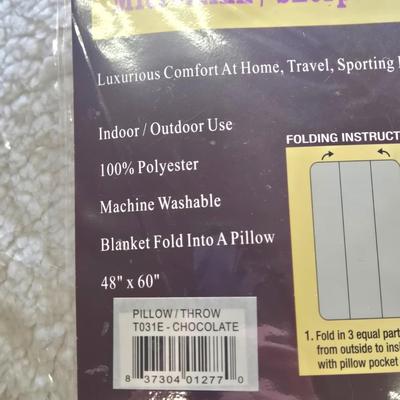 Luxurious Comfort At Home, Travel, Sporting
Indoor / Outdoor Use
FOLDING INSTRUCT
100% Polyester
Machine Washable
Blanket Fold Into A Pillow
48" x 60"
PILLOW / THROW
T031E - CHOCOLATE
8 37304 01277 0
1. Fold in 3 equal part
from outside to ins
with pillow pocket